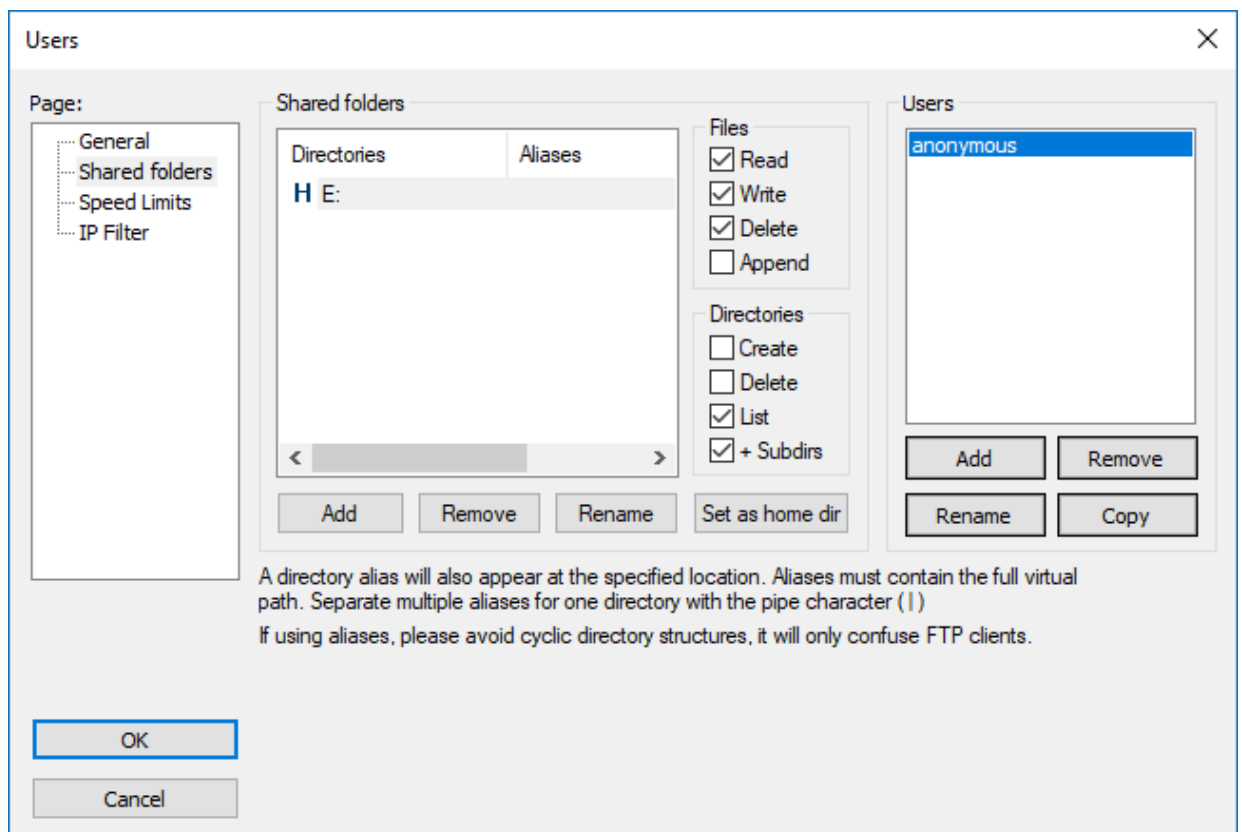 Users
Page:
General
Shared folders
Speed Limits
IP Filter
Shared folders
Directories Aliases
H E:
Files
Read
Write
Delete
Append
Directories
Create
Delete
List
+ Subdirs
Add Remove Rename Set as home dir
Users
anonymous
Add Remove
Rename Copy
A directory alias will also appear at the specified location. Aliases must contain the full virtual
path. Separate multiple aliases for one directory with the pipe character (|)
If using aliases, please avoid cyclic directory structures, it will only confuse FTP clients.
OK
Cancel